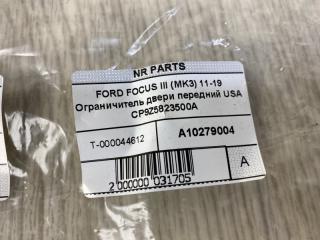 NR PARTS
FORD FOCUS III (MK3) 11-19
Ограничитель двери передний USA
CP9Z5823500A
T-000044612
A10279004
A
2 000000 031705